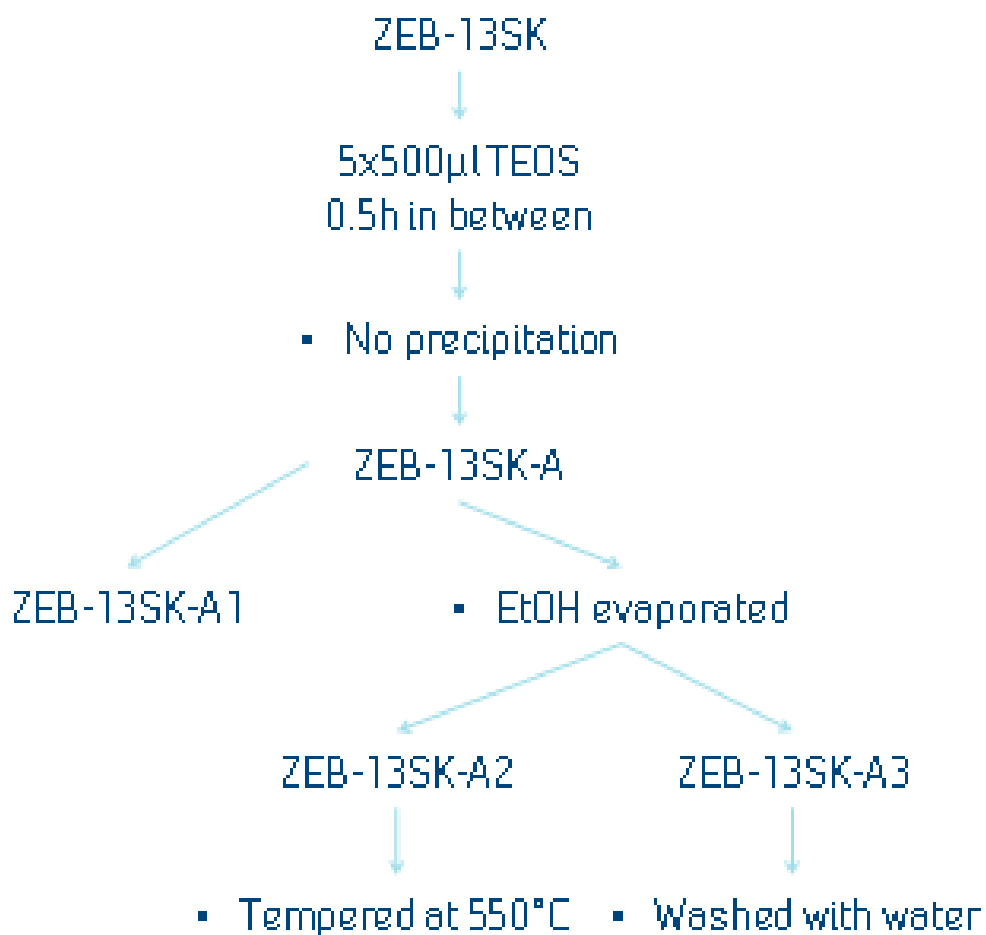 ZEB-13SK
5x500µl TEOS
0.5h in between
▪ No precipitation
ZEB-13SK-A
ZEB-13SK-A1
▪ EtOH evaporated
ZEB-13SK-A2
ZEB-13SK-A3
▪ Tempered at 550°C
▪ Washed with water